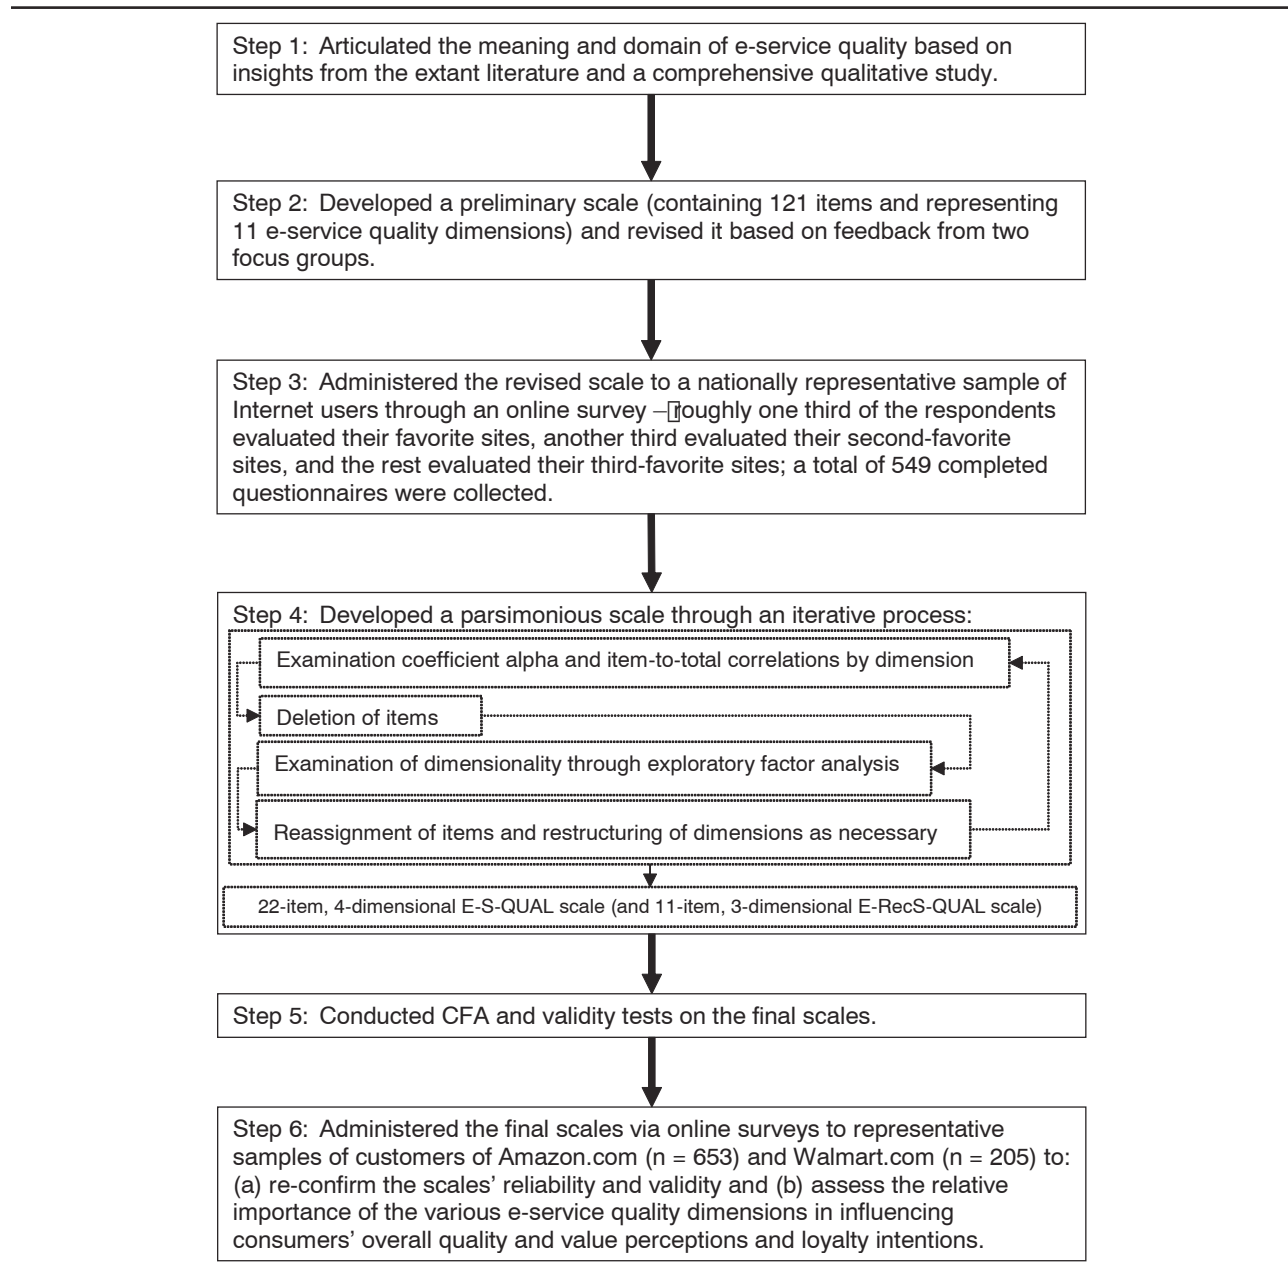 Step 1: Articulated the meaning and domain of e-service quality based on
insights from the extant literature and a comprehensive qualitative study.
Step 2: Developed a preliminary scale (containing 121 items and representing
11 e-service quality dimensions) and revised it based on feedback from two
focus groups.
Step 3: Administered the revised scale to a nationally representative sample of
Internet users through an online survey – roughly one third of the respondents
evaluated their favorite sites, another third evaluated their second-favorite
sites, and the rest evaluated their third-favorite sites; a total of 549 completed
questionnaires were collected.
Step 4: Developed a parsimonious scale through an iterative process:
Examination coefficient alpha and item-to-total correlations by dimension
Deletion of items
Examination of dimensionality through exploratory factor analysis
Reassignment of items and restructuring of dimensions as necessary
22-item, 4-dimensional E-S-QUAL scale (and 11-item, 3-dimensional E-RecS-QUAL scale)
Step 5: Conducted CFA and validity tests on the final scales.
Step 6: Administered the final scales via online surveys to representative
samples of customers of Amazon.com (n = 653) and Walmart.com (n = 205) to:
(a) re-confirm the scales’ reliability and validity and (b) assess the relative
importance of the various e-service quality dimensions in influencing
consumers’ overall quality and value perceptions and loyalty intentions.